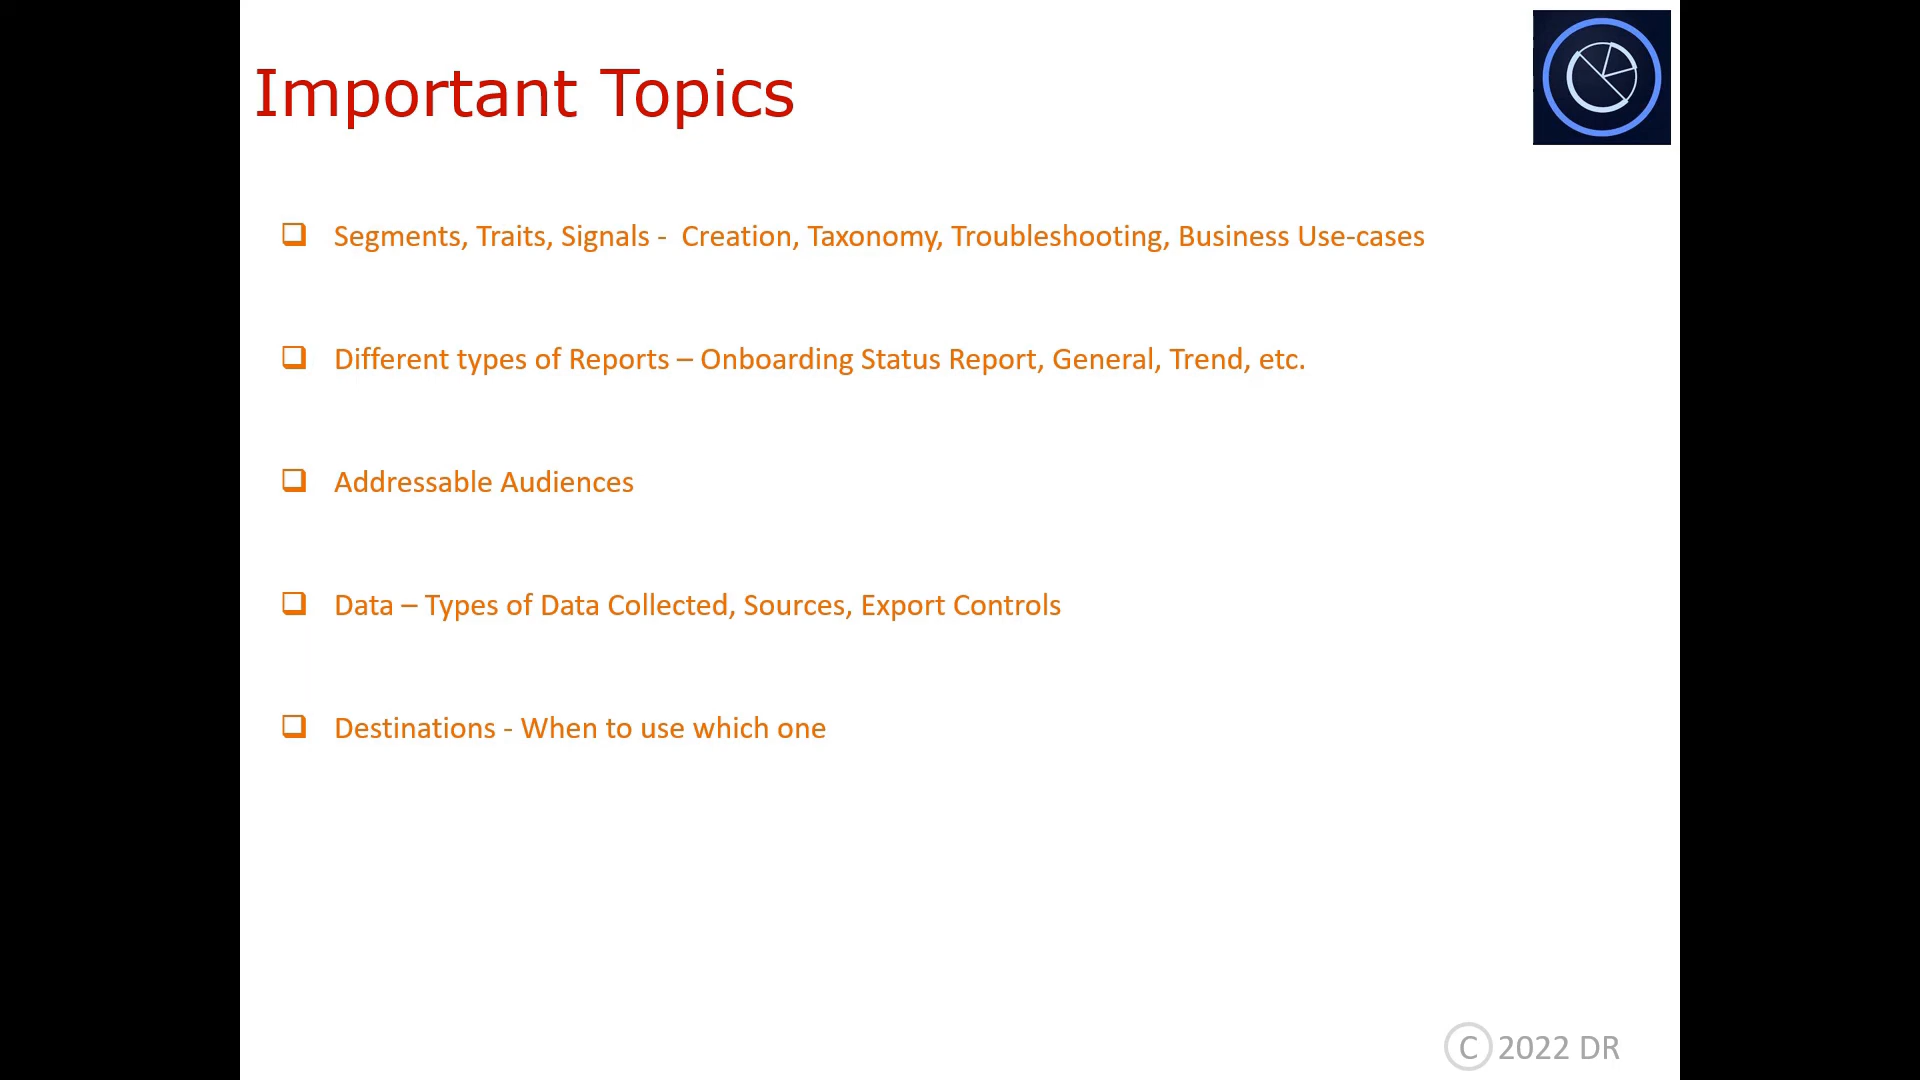 Important Topics
Segments, Traits, Signals -  Creation, Taxonomy, Troubleshooting, Business Use-cases
Different types of Reports – Onboarding Status Report, General, Trend, etc.
Addressable Audiences
Data – Types of Data Collected, Sources, Export Controls
Destinations - When to use which one
© 2022 DR